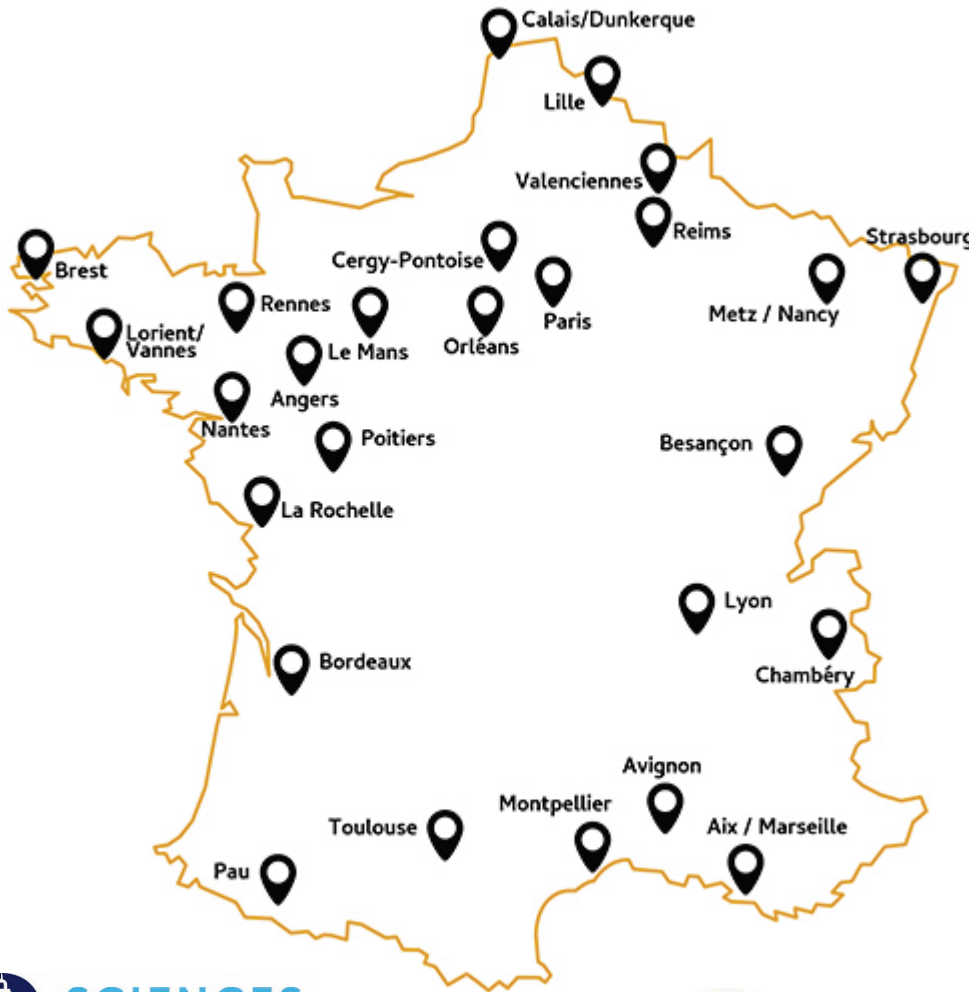 Calais/Dunkerque
Lille
Valenciennes
Reims
Strasbourg
Cergy-Pontoise
Brest
Rennes
Metz / Nancy
Paris
Lorient/
Vannes
Le Mans
Orléans
Angers
Nantes
Poitiers
Besançon
La Rochelle
Lyon
Bordeaux
Chambéry
Avignon
Montpellier
Toulouse
Aix / Marseille
Pau
SCIENCES